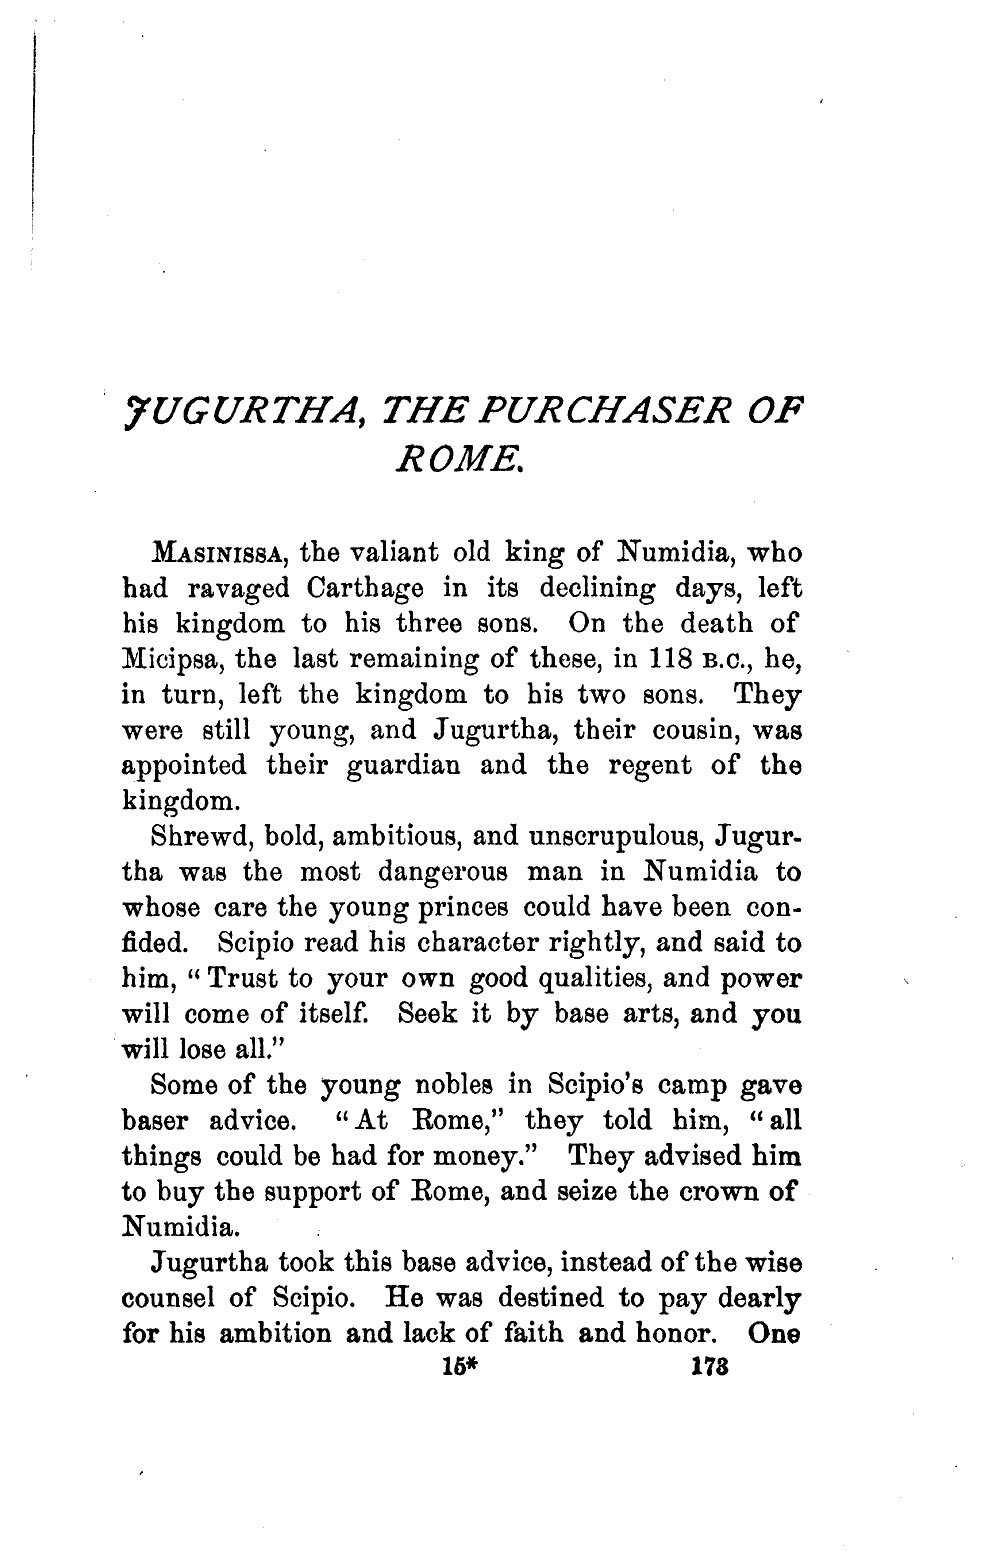 JUGURTHA, THE PURCHASER OF
ROME.
MASINISSA, the valiant old king of Numidia, who
had ravaged Carthage in its declining days, left
his kingdom to his three sons. On the death of
Micipsa, the last remaining of these, in 118 B.C., he,
in turn, left the kingdom to his two sons. They
were still young, and Jugurtha, their cousin, was
appointed their guardian and the regent of the
kingdom.
Shrewd, bold, ambitious, and unscrupulous, Jugur-
tha was the most dangerous man in Numidia to
whose care the young princes could have been con-
fided. Scipio read his character rightly, and said to
him, “Trust to your own good qualities, and power
will come of itself. Seek it by base arts, and you
will lose all.”
Some of the young nobles in Scipio’s camp gave
baser advice. “At Rome,” they told him, “all
things could be had for money.” They advised him
to buy the support of Rome, and seize the crown of
Numidia.
Jugurtha took this base advice, instead of the wise
counsel of Scipio. He was destined to pay dearly
for his ambition and lack of faith and honor. One
15* 173